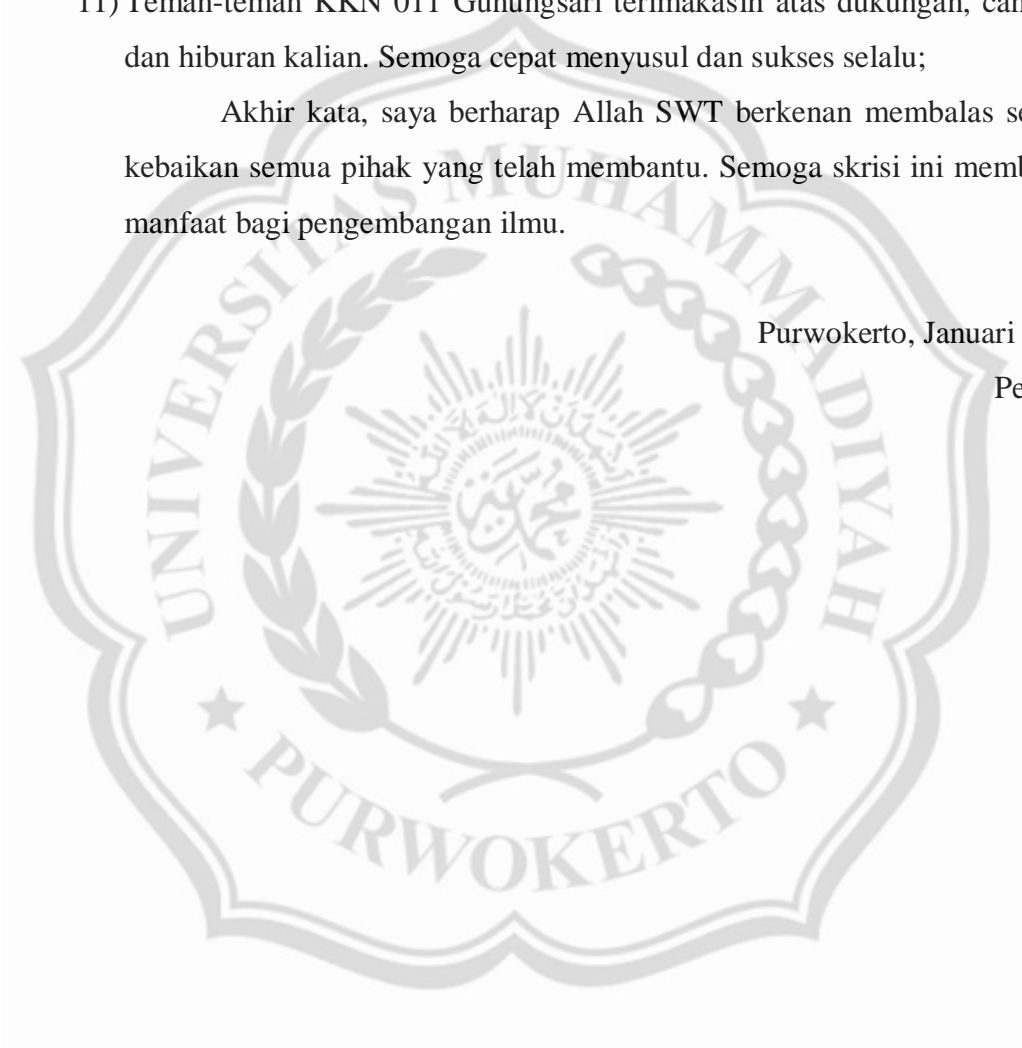 11) Teman-teman KKN 011 Gunungsari terimakasih atas dukungan,
dan hiburan kalian. Semoga cepat menyusul dan sukses selalu;
Akhir kata, saya berharap Allah SWT berkenan membalas
kebaikan semua pihak yang telah membantu. Semoga skrisi ini
manfaat bagi pengembangan ilmu.
Purwokerto, Januari
UNIVERSITAS MUHAMMADIYAH
PURWOKERTO